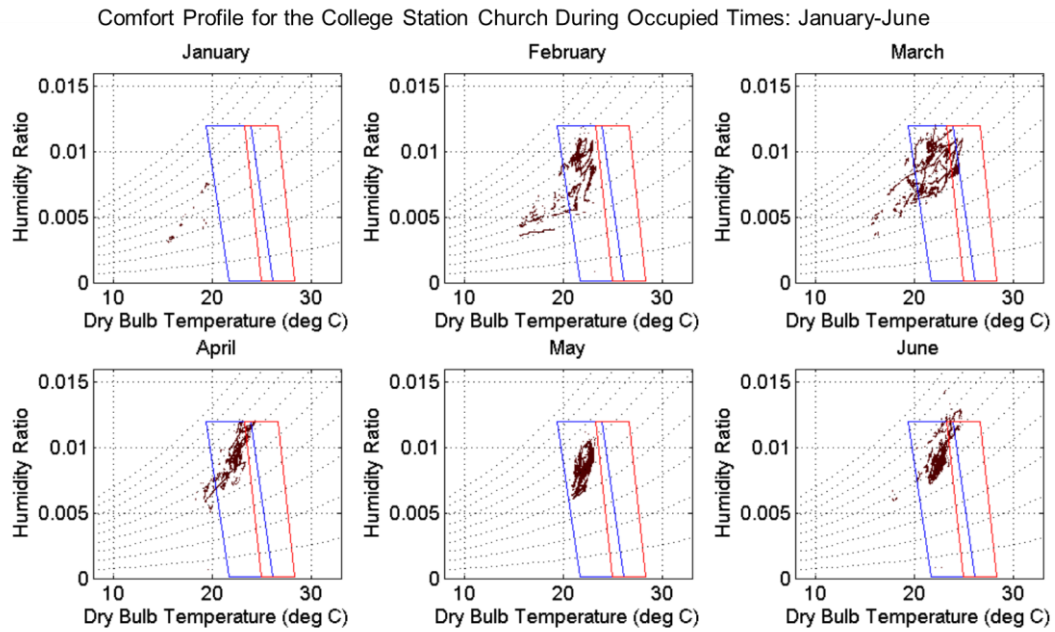 Comfort Profile for the College Station Church During Occupied Times: January-June
January
February
March
0.015
0.01
0.005
0
10
20
30
Humidity Ratio
Dry Bulb Temperature (deg C)
0.015
0.01
0.005
0
10
20
30
Humidity Ratio
Dry Bulb Temperature (deg C)
0.015
0.01
0.005
0
10
20
30
Humidity Ratio
Dry Bulb Temperature (deg C)
April
May
June
0.015
0.01
0.005
0
10
20
30
Humidity Ratio
Dry Bulb Temperature (deg C)
0.015
0.01
0.005
0
10
20
30
Humidity Ratio
Dry Bulb Temperature (deg C)
0.015
0.01
0.005
0
10
20
30
Humidity Ratio
Dry Bulb Temperature (deg C)